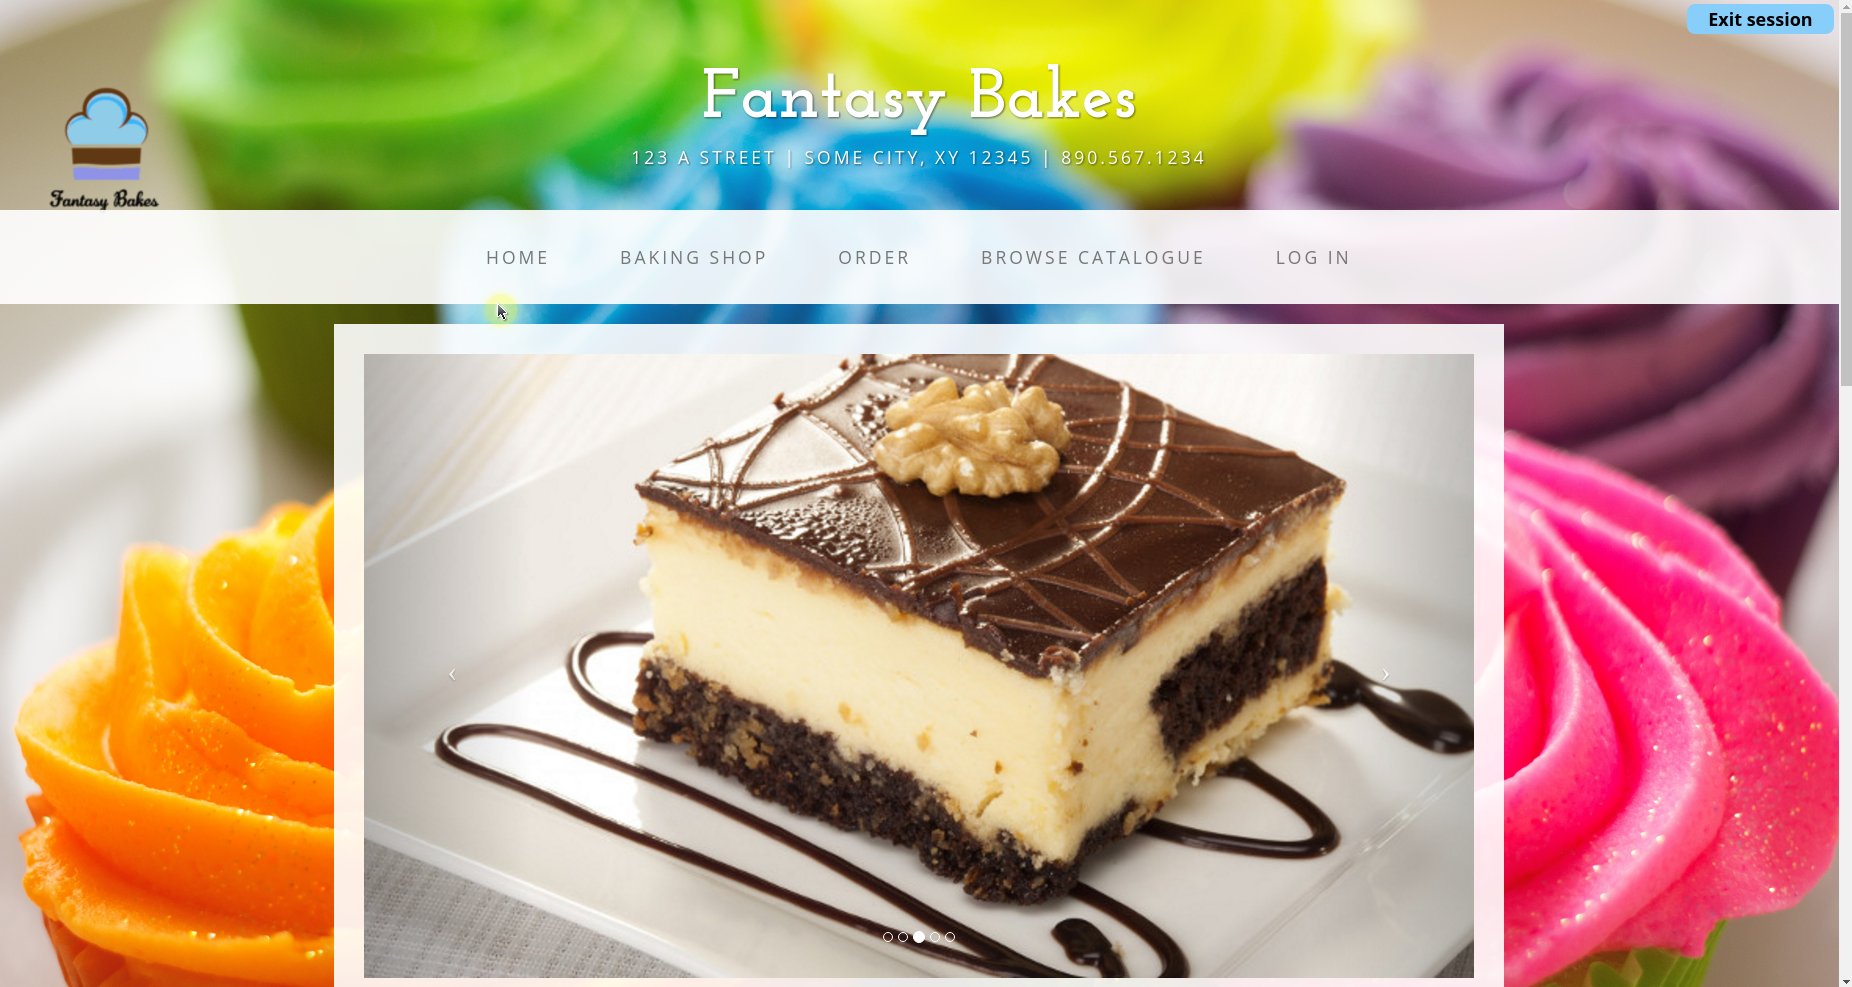 Exit session
Fantasy Bakes
123 A STREET | SOME CITY, XY 12345 | 890.567.1234
Fantasy Bakes
HOME BAKING SHOP ORDER BROWSE CATALOGUE LOG IN